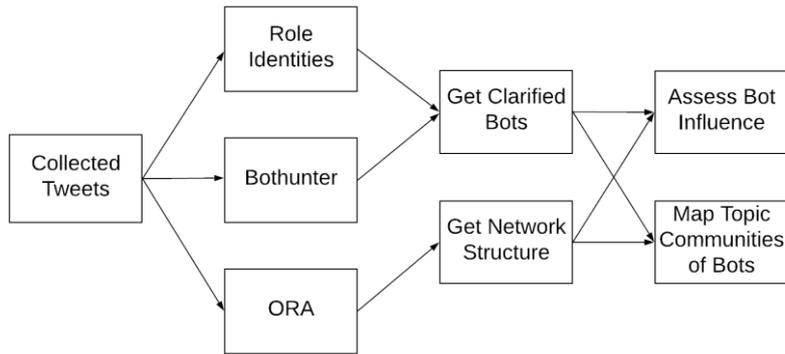 Collected
Tweets
Role
Identities
Bothunter
ORA
Get Clarified
Bots
Get Network
Structure
Assess Bot
Influence
Map Topic
Communities
of Bots